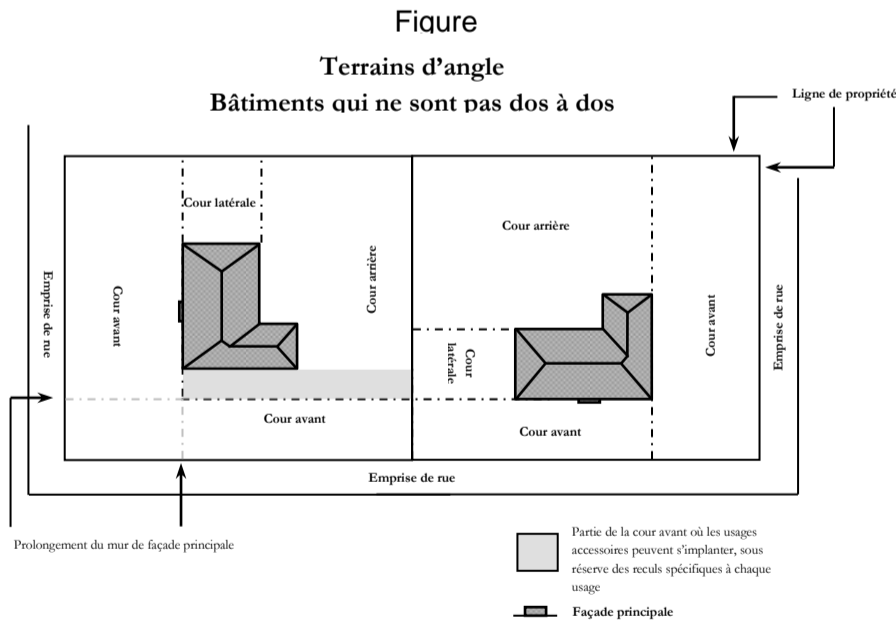 Figure
Terrains d'angle
Bâtiments qui ne sont pas dos à dos
Ligne de propriété
Cour latérale
Cour arrière
Cour arrière
Emprise de rue
Cour avant
Cour
latérale
Cour avant
Emprise de rue
Cour avant
Cour avant
Emprise de rue
Prolongement du mur de façade principale
Partie de la cour avant où les usages
accessoires peuvent s'implanter, sous
réserve des reculs spécifiques à chaque
usage
Façade principale